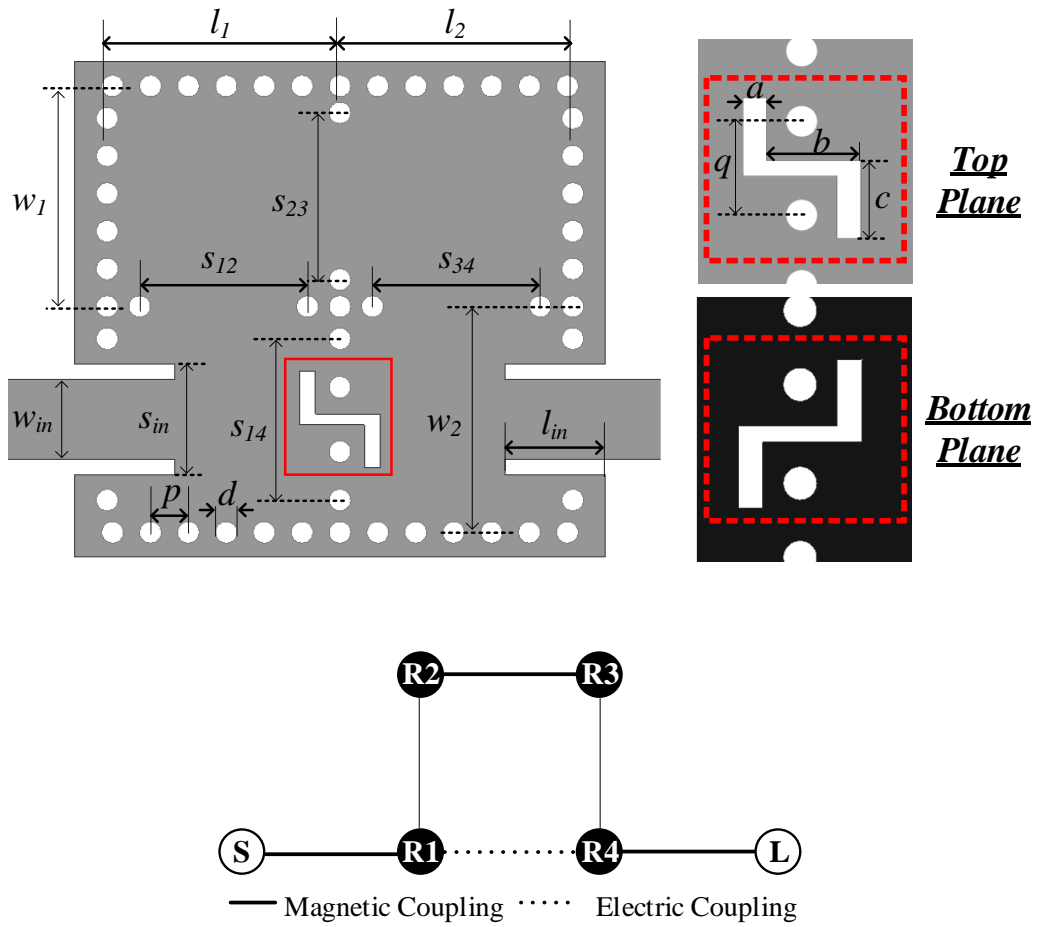 l1
l2
w1
s23
s12
s34
win
sin
s14
w2
lin
p
d
a
q
b
c
Top
Plane
Bottom
Plane
R2
R3
S
R1
R4
L
Magnetic Coupling
Electric Coupling